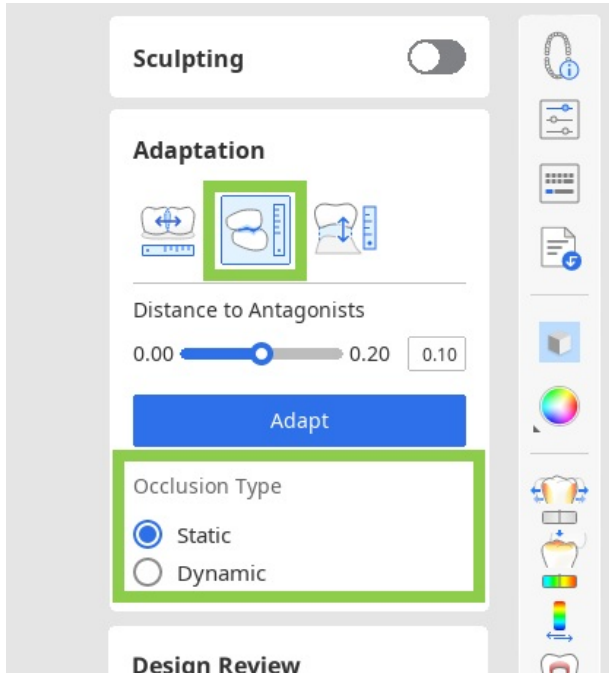 Sculpting
Adaptation
Distance to Antagonists
0.00 0.20 0.10
Adapt
Occlusion Type
Static
Dynamic
Design Review